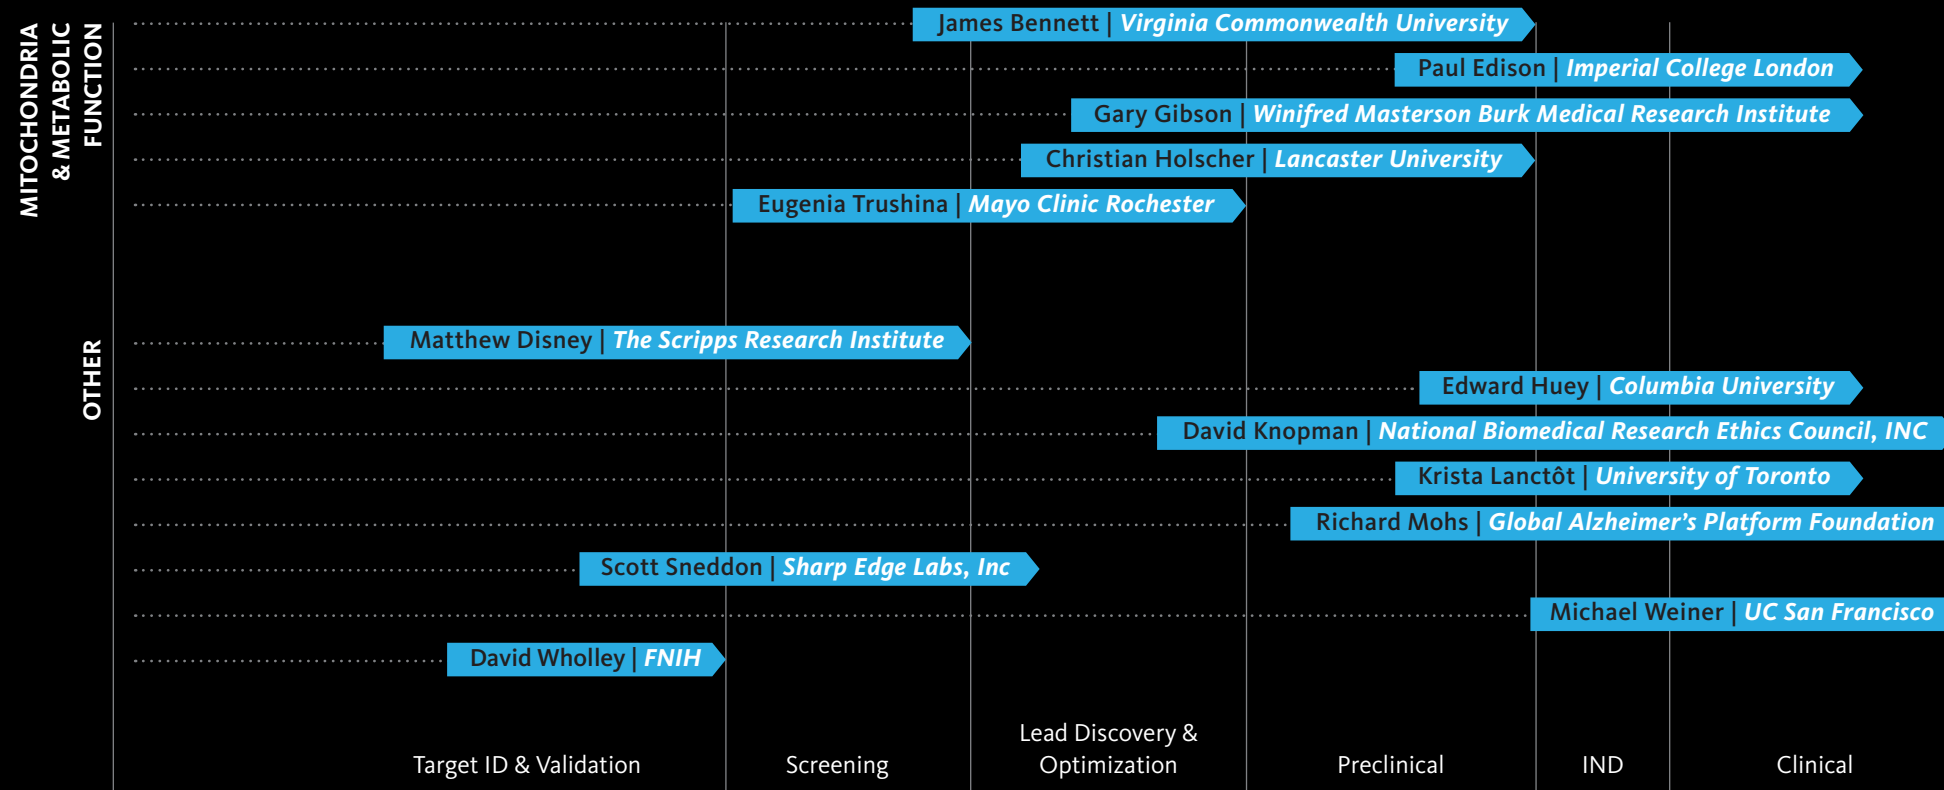 MITOCHONDRIA
& METABOLIC
FUNCTION
James Bennett | Virginia Commonwealth University
Paul Edison | Imperial College London
Gary Gibson | Winifred Masterson Burk Medical Research Institute
Christian Holscher | Lancaster University
Eugenia Trushina | Mayo Clinic Rochester
OTHER
Matthew Disney | The Scripps Research Institute
Edward Huey | Columbia University
David Knopman | National Biomedical Research Ethics Council, INC
Krista Lanctôt | University of Toronto
Richard Mohs | Global Alzheimer’s Platform Foundation
Scott Sneddon | Sharp Edge Labs, Inc
Michael Weiner | UC San Francisco
David Wholley | FNIH
Target ID & Validation
Screening
Lead Discovery &
Optimization
Preclinical
IND
Clinical